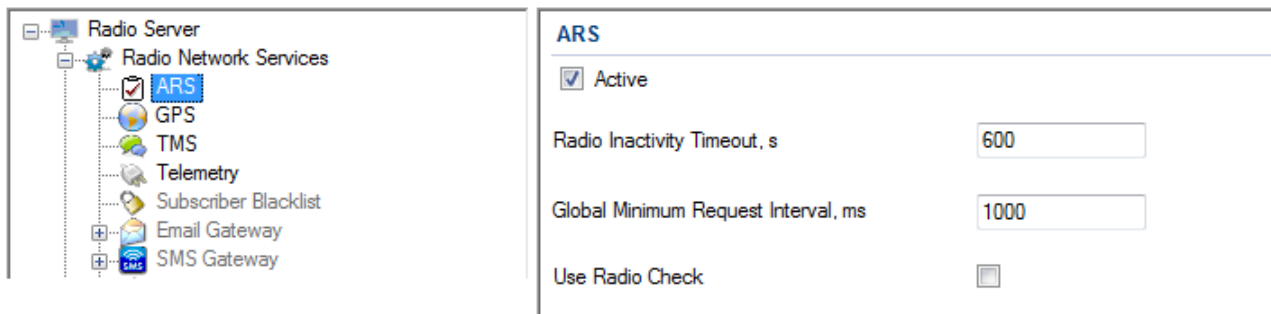 Radio Server
Radio Network Services
ARS
GPS
TMS
Telemetry
Subscriber Blacklist
Email Gateway
SMS
SMS Gateway
ARS
Active
Radio Inactivity Timeout, s
600
Global Minimum Request Interval, ms
1000
Use Radio Check